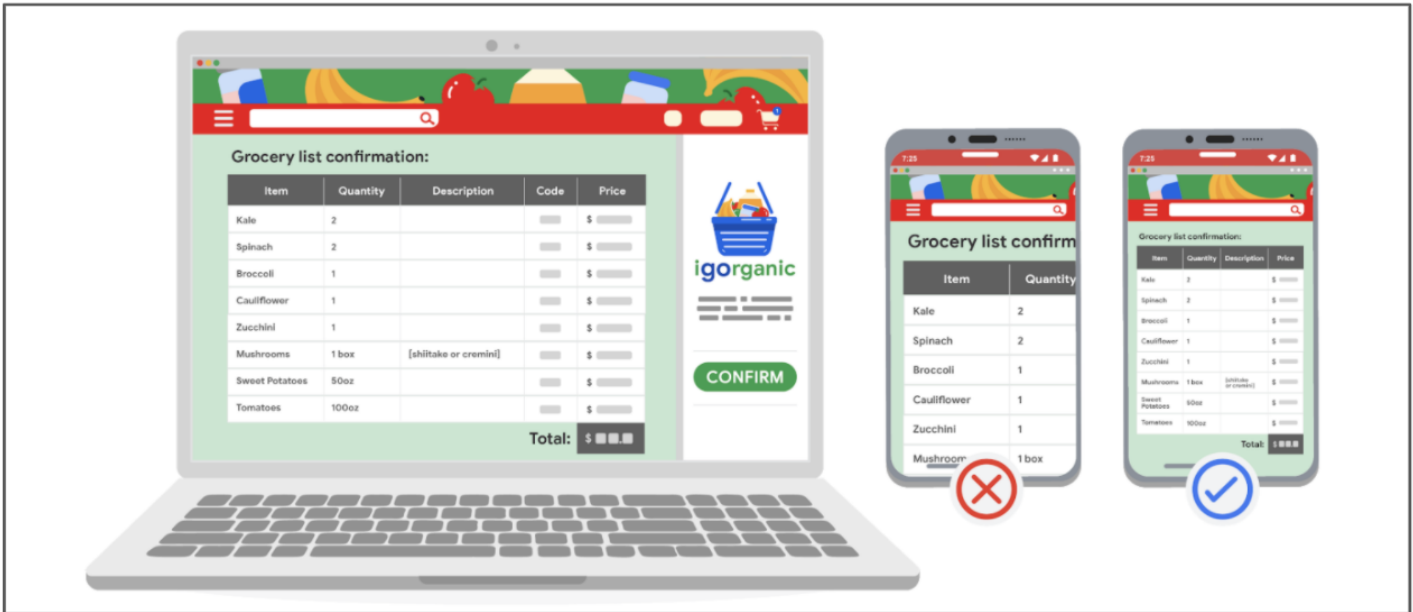 Grocery list confirmation:
Item Quantity Description Code Price
Kale 2 $
Spinach 2 $
Broccoli 1 $
Cauliflower 1 $
Zucchini 1 $
Mushrooms 1 box [shiitake or cremini] $
Sweet Potatoes 50oz $
Tomatoes 100oz $
Total: $
igorganic
CONFIRM
7:25
Grocery list confirm
Item Quantity
Kale 2
Spinach 2
Broccoli 1
Cauliflower 1
Zucchini 1
Mushroom 1 box
7:25
Grocery list confirmation:
Item Quantity Description Price
Kale 2 $
Spinach 2 $
Broccoli 1 $
Cauliflower 1 $
Zucchini 1 $
Mushrooms 1 box [shiitake
or cremini] $
Sweet
Potatoes 50oz $
Tomatoes 100oz $
Total: $